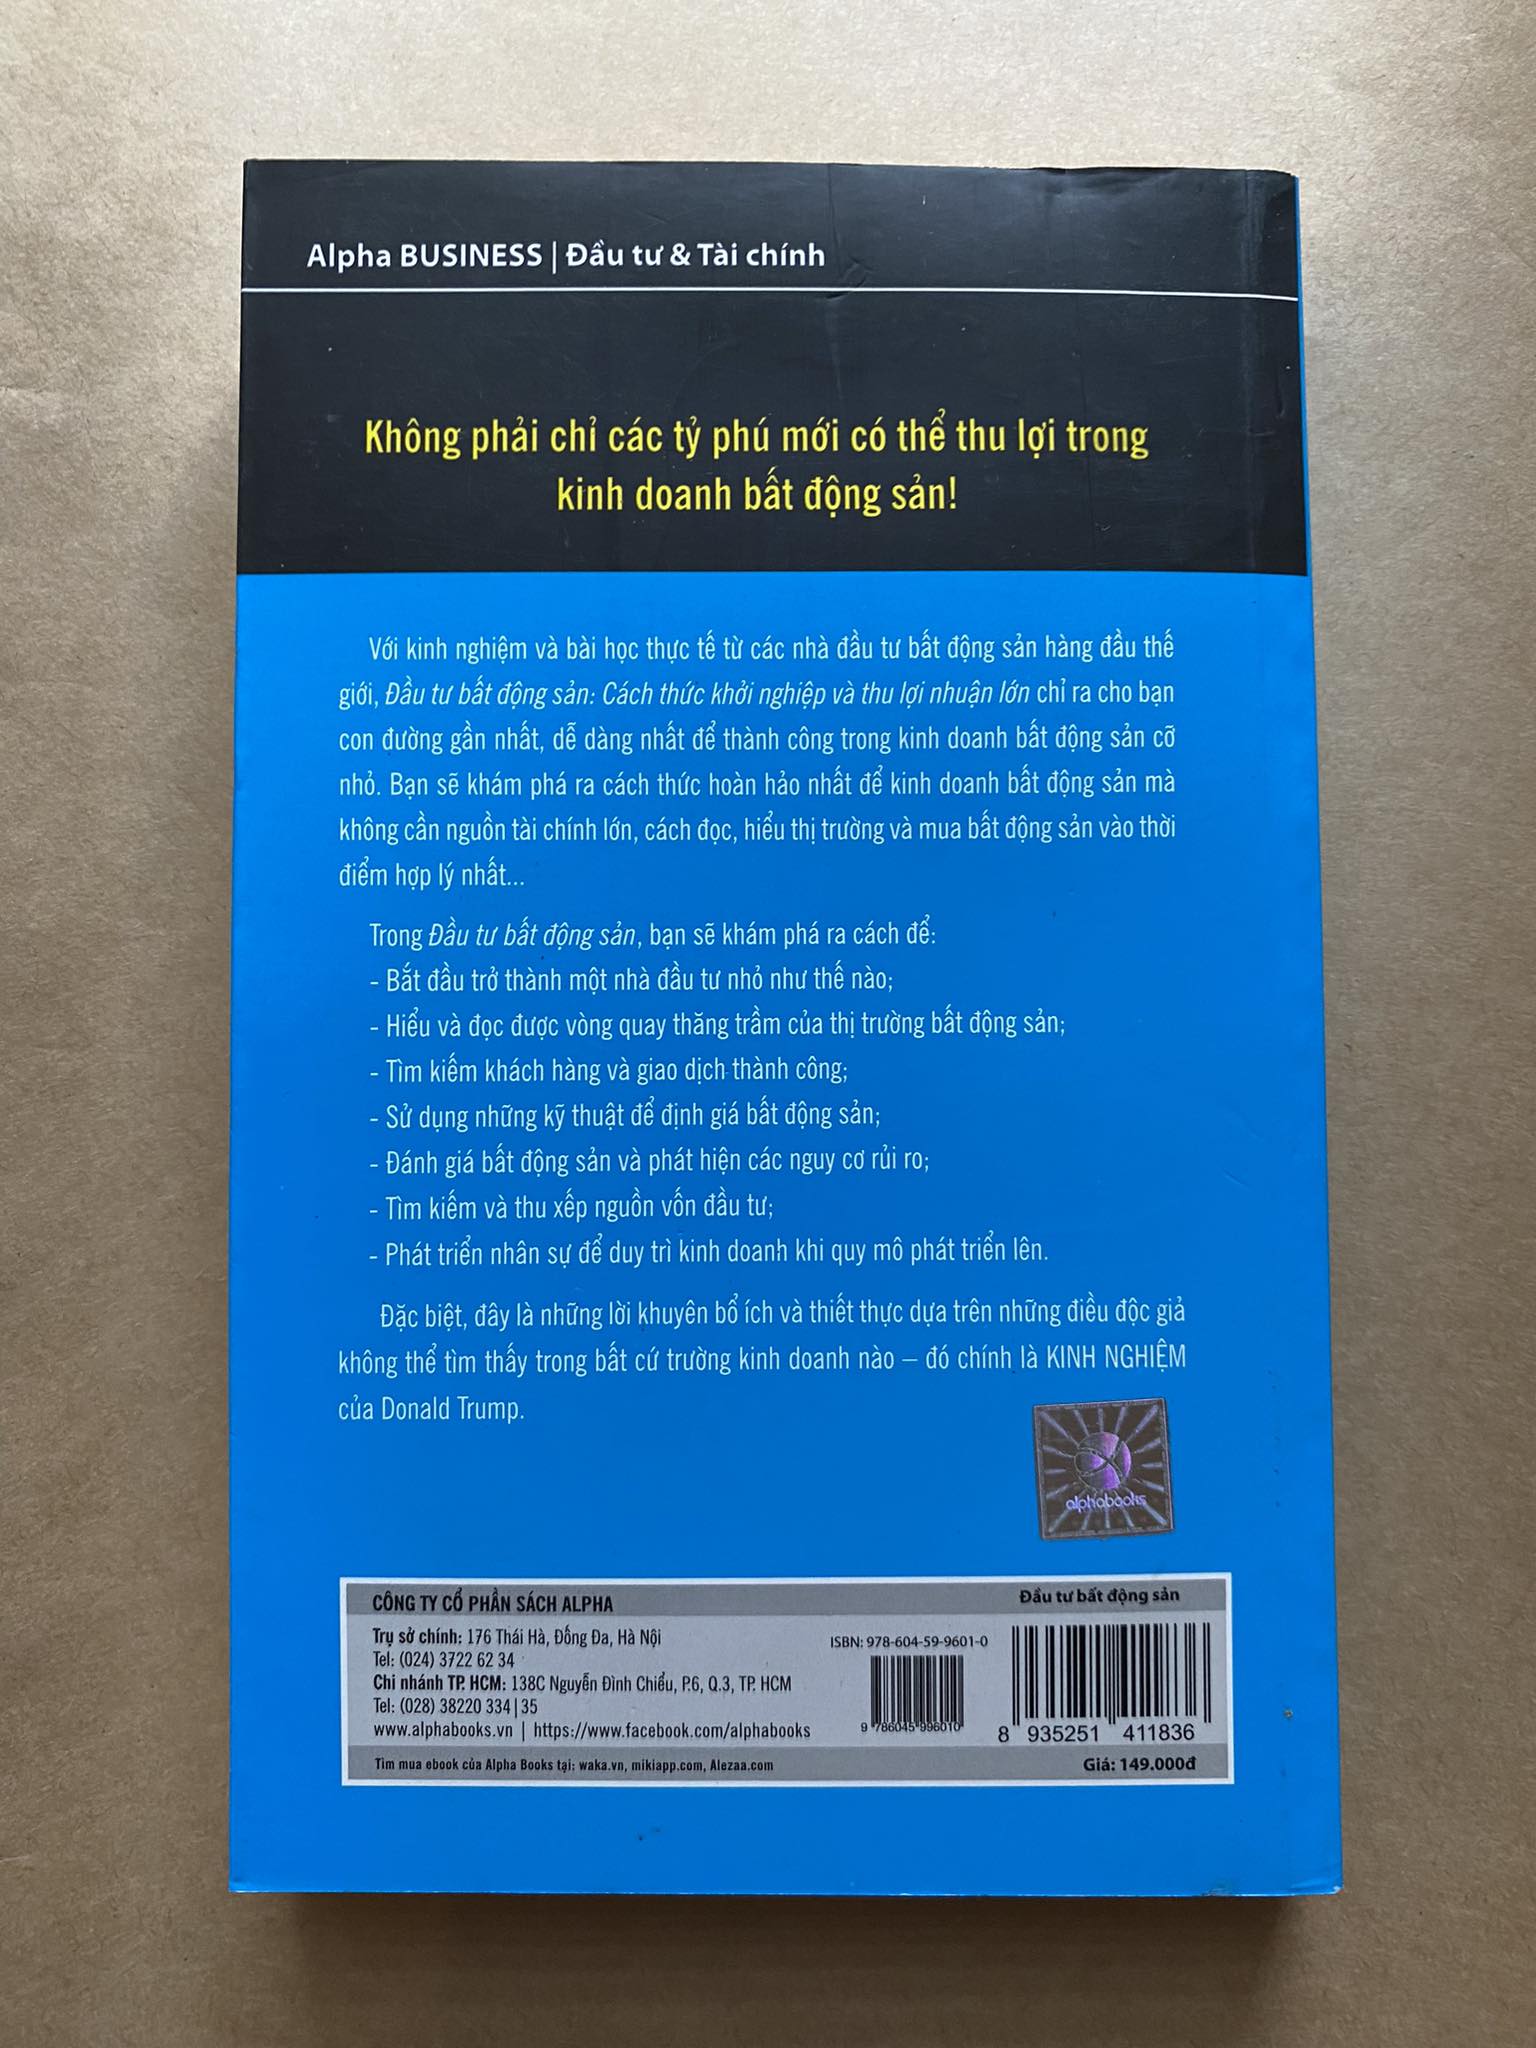 Alpha BUSINESS | Đầu tư & Tài chính
Không phải chỉ các tỷ phú mới có thể thu lợi trong
kinh doanh bất động sản!
Với kinh nghiệm và bài học thực tế từ các nhà đầu tư bất động sản hàng đầu thế
giới, Đầu tư bất động sản: Cách thức khởi nghiệp và thu lợi nhuận lớn chỉ ra cho bạn
con đường gần nhất, dễ dàng nhất để thành công trong kinh doanh bất động sản cỡ
nhỏ. Bạn sẽ khám phá ra cách thức hoàn hảo nhất để kinh doanh bất động sản mà
không cần nguồn tài chính lớn, cách đọc, hiểu thị trường và mua bất động sản vào thời
điểm hợp lý nhất...
Trong Đầu tư bất động sản, bạn sẽ khám phá ra cách để:
- Bắt đầu trở thành một nhà đầu tư nhỏ như thế nào;
- Hiểu và đọc được vòng quay thăng trầm của thị trường bất động sản;
- Tìm kiếm khách hàng và giao dịch thành công;
- Sử dụng những kỹ thuật để định giá bất động sản;
- Đánh giá bất động sản và phát hiện các nguy cơ rủi ro;
- Tìm kiếm và thu xếp nguồn vốn đầu tư;
- Phát triển nhân sự để duy trì kinh doanh khi quy mô phát triển lên.
Đặc biệt, đây là những lời khuyên bổ ích và thiết thực dựa trên những điều độc giả
không thể tìm thấy trong bất cứ trường kinh doanh nào – đó chính là KINH NGHIỆM
của Donald Trump.
alphabooks
CÔNG TY CỔ PHẦN SÁCH ALPHA
Trụ sở chính: 176 Thái Hà, Đống Đa, Hà Nội
Tel: (024) 3722 62 34
Chi nhánh TP. HCM: 138C Nguyễn Đình Chiểu, P.6, Q.3, TP. HCM
Tel: (028) 38220 334|35
www.alphabooks.vn | https://www.facebook.com/alphabooks
Tìm mua ebook của Alpha Books tại: waka.vn, mikiapp.com, Alezaa.com
ISBN: 978-604-59-9601-0
9 786045 996010
Đầu tư bất động sản
8 935251 411836
Giá: 149.000đ